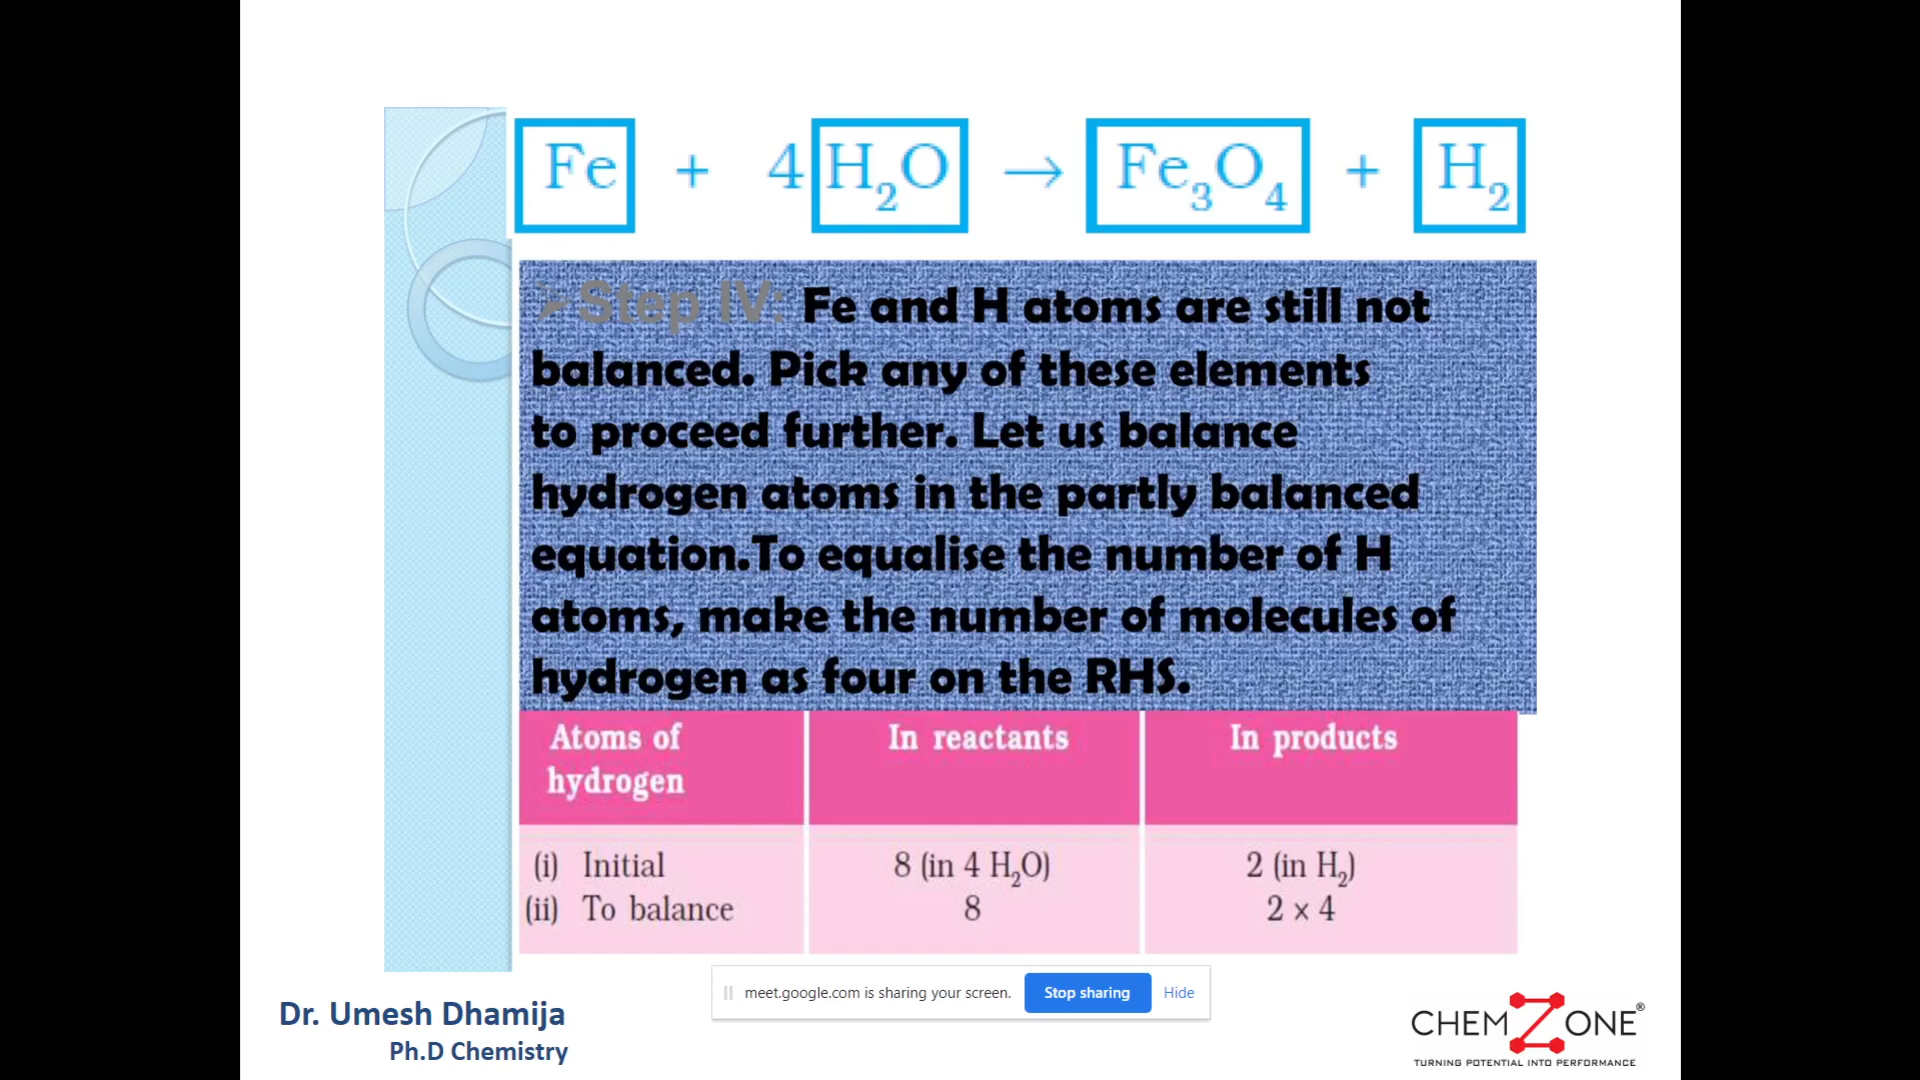 Fe + 4 H₂O → Fe₃O₄ + H₂
➢Step IV: Fe and H atoms are still not
balanced. Pick any of these elements
to proceed further. Let us balance
hydrogen atoms in the partly balanced
equation.To equalise the number of H
atoms, make the number of molecules of
hydrogen as four on the RHS.
Atoms of hydrogen In reactants In products
(i) Initial 8 (in 4 H₂O) 2 (in H₂)
(ii) To balance 8 2 × 4
meet.google.com is sharing your screen. Stop sharing Hide
Dr. Umesh Dhamija
Ph.D Chemistry
CHEMZONE®
TURNING POTENTIAL INTO PERFORMANCE